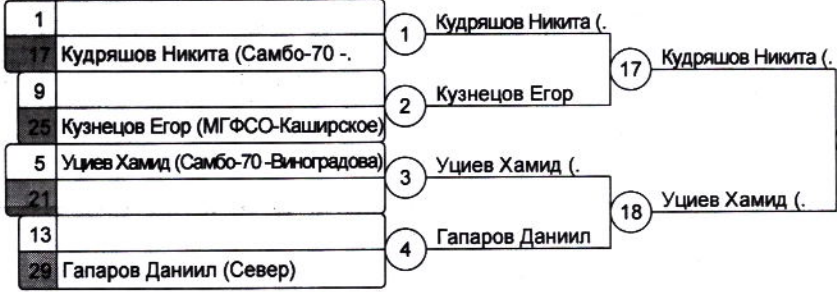 1
17 Кудряшов Никита (Самбо-70 -.
9
25 Кузнецов Егор (МГФСО-Каширское)
5 Уциев Хамид (Самбо-70 -Виноградова)
21
13
29 Гапаров Даниил (Север)
1 Кудряшов Никита (.
2 Кузнецов Егор
3 Уциев Хамид (.
4 Гапаров Даниил
17 Кудряшов Никита (.
18 Уциев Хамид (.